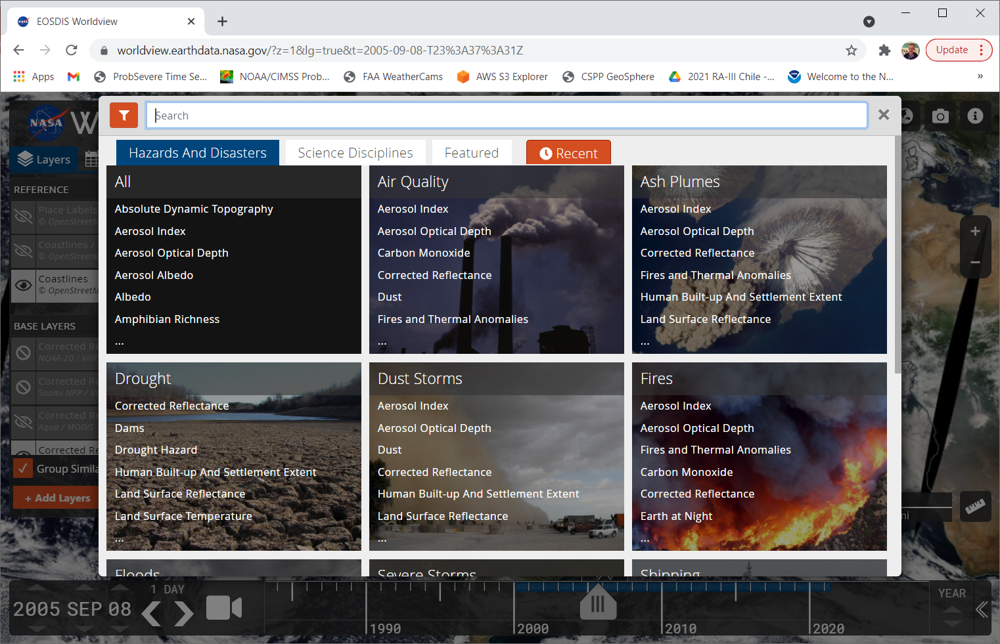 EOSDIS Worldview
worldview.earthdata.nasa.gov/?z=1&lg=true&t=2005-09-08-T23%3A37%3A31Z
Update
Apps
ProbSevere Time Se...
NOAA/CIMSS Prob...
FAA WeatherCams
AWS S3 Explorer
CSPP GeoSphere
2021 RA-III Chile -...
Welcome to the N...
»
NASA
W
Search
Layers
Hazards And Disasters
Science Disciplines
Featured
Recent
REFERENCE
Place Labels
© OpenStreetM
Coastlines /
© OpenStreetM
Coastlines
© OpenStreetM
BASE LAYERS
Corrected Re
NOAA-20 / VIIR
Corrected Re
Suomi NPP / VI
Corrected Re
Aqua / MODIS
Corrected Re
Group Simila
+ Add Layers
All
Absolute Dynamic Topography
Aerosol Index
Aerosol Optical Depth
Aerosol Albedo
Albedo
Amphibian Richness
...
Air Quality
Aerosol Index
Aerosol Optical Depth
Carbon Monoxide
Corrected Reflectance
Dust
Fires and Thermal Anomalies
...
Ash Plumes
Aerosol Index
Aerosol Optical Depth
Corrected Reflectance
Fires and Thermal Anomalies
Human Built-up And Settlement Extent
Land Surface Reflectance
...
Drought
Corrected Reflectance
Dams
Drought Hazard
Human Built-up And Settlement Extent
Land Surface Reflectance
Land Surface Temperature
...
Dust Storms
Aerosol Index
Aerosol Optical Depth
Dust
Corrected Reflectance
Human Built-up And Settlement Extent
Land Surface Reflectance
...
Fires
Aerosol Index
Aerosol Optical Depth
Fires and Thermal Anomalies
Carbon Monoxide
Corrected Reflectance
Earth at Night
...
Floods
Severe Storms
Shipping
mi
2005 SEP 08
1 DAY
1990
2000
2010
2020
YEAR